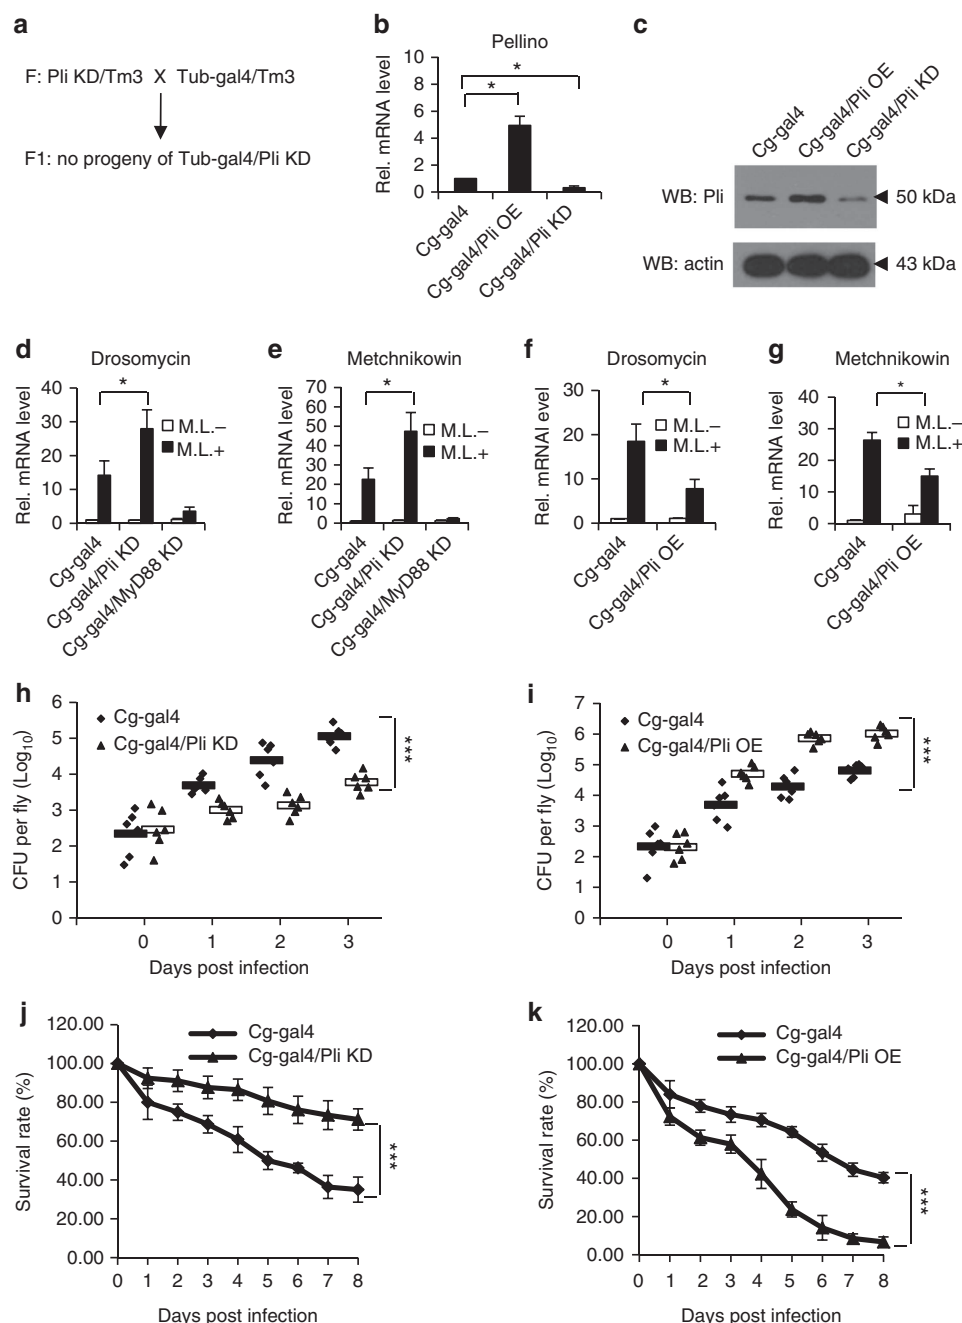 a
F: Pli KD/Tm3 X Tub-gal4/Tm3
F1: no progeny of Tub-gal4/Pli KD
b
Pellino
Rel. mRNA level
10
8
6
4
2
0
*
*
Cg-gal4
Cg-gal4/Pli OE
Cg-gal4/Pli KD
c
Cg-gal4
Cg-gal4/Pli OE
Cg-gal4/Pli KD
WB: Pli
50 kDa
WB: actin
43 kDa
d
Drosomycin
Rel. mRNA level
40
30
20
10
0
*
M.L.−
M.L.+
Cg-gal4
Cg-gal4/Pli KD
Cg-gal4/MyD88 KD
e
Metchnikowin
Rel. mRNA level
70
60
50
40
30
20
10
0
*
M.L.−
M.L.+
Cg-gal4
Cg-gal4/Pli KD
Cg-gal4/MyD88 KD
f
Drosomycin
Rel. mRNAI level
30
20
10
0
*
M.L.−
M.L.+
Cg-gal4
Cg-gal4/Pli OE
g
Metchnikowin
Rel. mRNA level
40
30
20
10
0
*
M.L.−
M.L.+
Cg-gal4
Cg-gal4/Pli OE
h
CFU per fly (Log10)
6
5
4
3
2
1
0
Cg-gal4
Cg-gal4/Pli KD
***
0 1 2 3
Days post infection
i
CFU per fly (Log10)
7
6
5
4
3
2
1
0
Cg-gal4
Cg-gal4/Pli OE
***
0 1 2 3
Days post infection
j
Survival rate (%)
120.00
100.00
80.00
60.00
40.00
20.00
0.00
Cg-gal4
Cg-gal4/Pli KD
***
0 1 2 3 4 5 6 7 8
Days post infection
k
Survival rate (%)
120.00
100.00
80.00
60.00
40.00
20.00
0.00
Cg-gal4
Cg-gal4/Pli OE
***
0 1 2 3 4 5 6 7 8
Days post infection